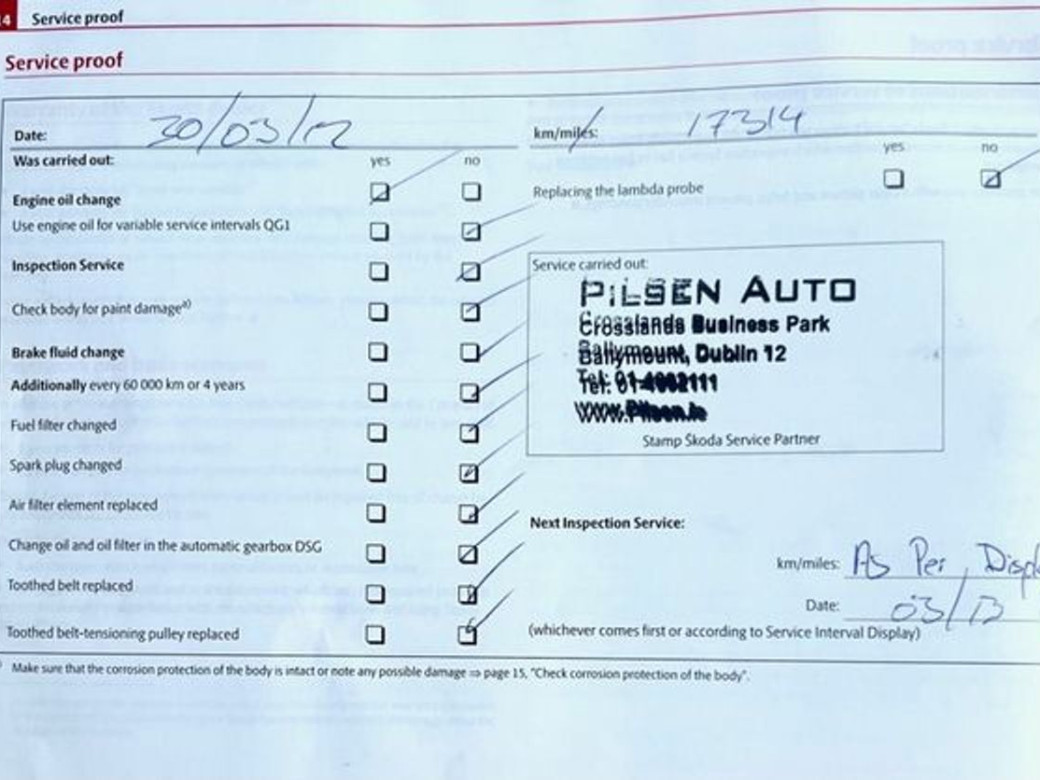 4 Service proof
Service proof
Date: 30/03/12
km/miles: 17314
Was carried out: yes no
yes no
Engine oil change
Replacing the lambda probe
Use engine oil for variable service intervals QG1
Inspection Service
Check body for paint damage a)
Brake fluid change
Additionally every 60 000 km or 4 years
Fuel filter changed
Spark plug changed
Air filter element replaced
Change oil and oil filter in the automatic gearbox DSG
Toothed belt replaced
Toothed belt-tensioning pulley replaced
Service carried out:
PILSEN AUTO
Crosslands Business Park
Ballymount, Dublin 12
Tel: 01-4092111
www.Pilsen.ie
Stamp Škoda Service Partner
Next Inspection Service:
km/miles: As Per Displ
Date: 03/13
(whichever comes first or according to Service Interval Display)
Make sure that the corrosion protection of the body is intact or note any possible damage ⇒ page 15, "Check corrosion protection of the body".